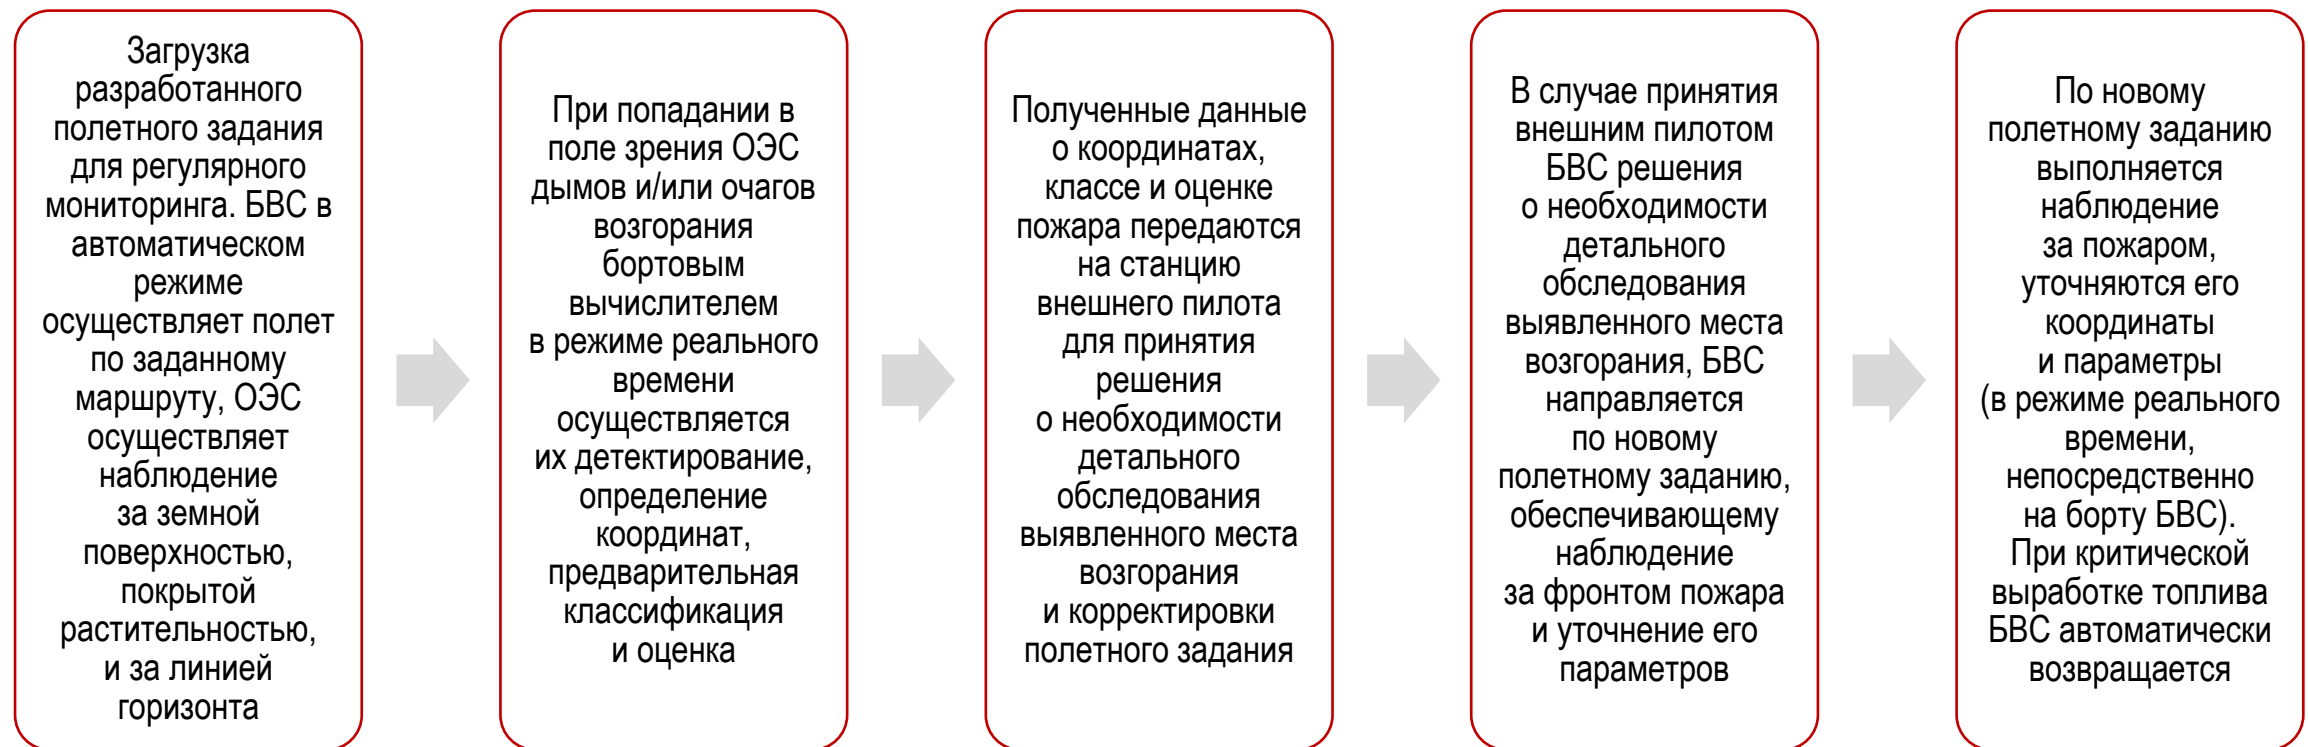 Загрузка
разработанного
полетного задания
для регулярного
мониторинга. БВС в
автоматическом
режиме
осуществляет полет
по заданному
маршруту, ОЭС
осуществляет
наблюдение
за земной
поверхностью,
покрытой
растительностью,
и за линией
горизонта
При попадании в
поле зрения ОЭС
дымов и/или очагов
возгорания
бортовым
вычислителем
в режиме реального
времени
осуществляется
их детектирование,
определение
координат,
предварительная
классификация
и оценка
Полученные данные
о координатах,
классе и оценке
пожара передаются
на станцию
внешнего пилота
для принятия
решения
о необходимости
детального
обследования
выявленного места
возгорания
и корректировки
полетного задания
В случае принятия
внешним пилотом
БВС решения
о необходимости
детального
обследования
выявленного места
возгорания, БВС
направляется
по новому
полетному заданию,
обеспечивающему
наблюдение
за фронтом пожара
и уточнение его
параметров
По новому
полетному заданию
выполняется
наблюдение
за пожаром,
уточняются его
координаты
и параметры
(в режиме реального
времени,
непосредственно
на борту БВС).
При критической
выработке топлива
БВС автоматически
возвращается